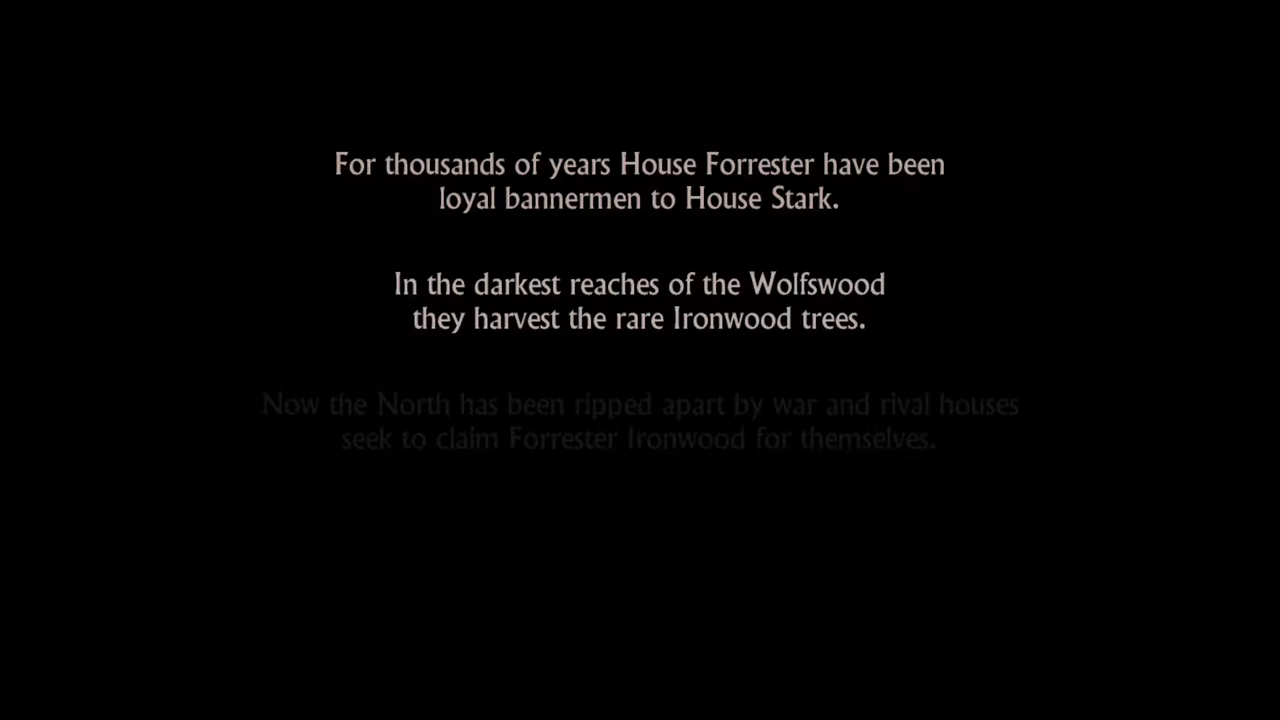 For thousands of years House Forrester have been
loyal bannermen to House Stark.
In the darkest reaches of the Wolfswood
they harvest the rare Ironwood trees.
Now the North has been ripped apart by war and rival houses
seek to claim Forrester Ironwood for themselves.